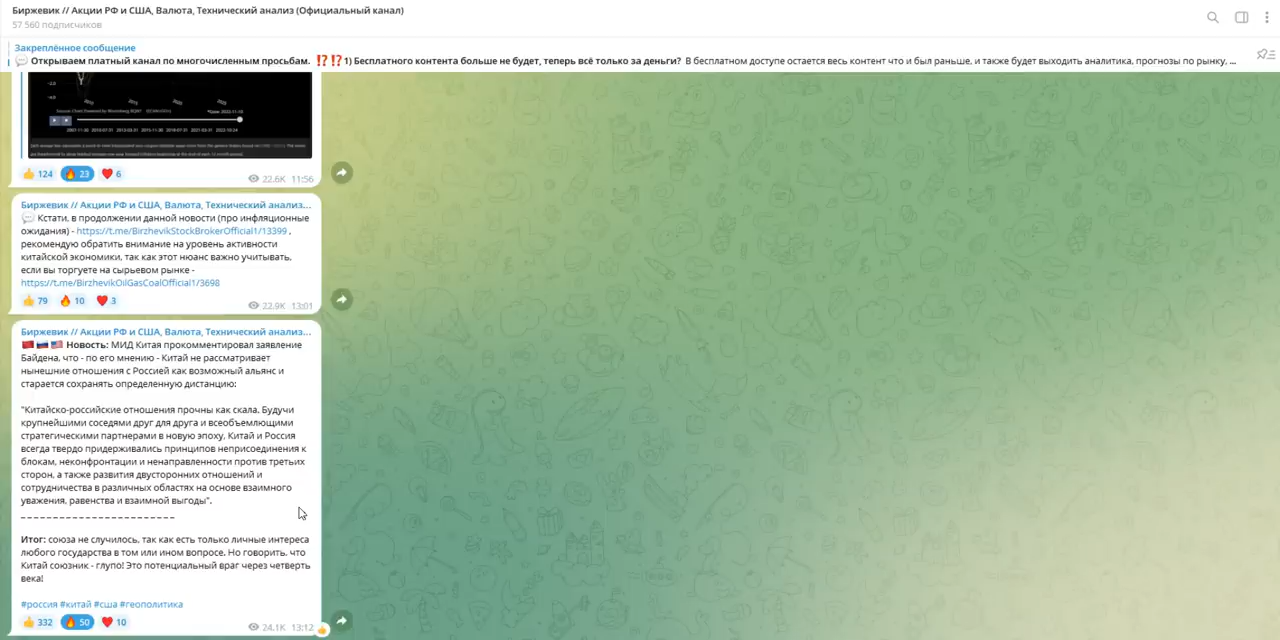 Биржевик // Акции РФ и США, Валюта, Технический анализ (Официальный канал)
57 560 подписчиков
Закреплённое сообщение
Открываем платный канал по многочисленным просьбам. ⁉️⁉️1) Бесплатного контента больше не будет, теперь всё только за деньги? В бесплатном доступе остается весь контент что и был раньше, и также будет выходить аналитика, прогнозы по рынку, ...
124 23 6 22.6K 11:56
Биржевик // Акции РФ и США, Валюта, Технический анализ...
Кстати, в продолжении данной новости (про инфляционные
ожидания) - https://t.me/BirzhevikStockBrokerOfficial1/13399 ,
рекомендую обратить внимание на уровень активности
китайской экономики, так как этот нюанс важно учитывать,
если вы торгуете на сырьевом рынке -
https://t.me/BirzhevikOilGasCoalOfficial1/3698
79 10 3 22.9K 13:01
Биржевик // Акции РФ и США, Валюта, Технический анализ...
Новость: МИД Китая прокомментировал заявление
Байдена, что - по его мнению - Китай не рассматривает
нынешние отношения с Россией как возможный альянс и
старается сохранять определенную дистанцию:
"Китайско-российские отношения прочны как скала. Будучи
крупнейшими соседями друг для друга и всеобъемлющими
стратегическими партнерами в новую эпоху, Китай и Россия
всегда твердо придерживались принципов неприсоединения к
блокам, неконфронтации и ненаправленности против третьих
сторон, а также развития двусторонних отношений и
сотрудничества в различных областях на основе взаимного
уважения, равенства и взаимной выгоды".
_ _ _ _ _ _ _ _ _ _ _ _ _ _ _ _ _ _ _ _ _ _ _ _
Итог: союза не случилось, так как есть только личные интереса
любого государства в том или ином вопросе. Но говорить, что
Китай союзник - глупо! Это потенциальный враг через четверть
века!
#россия #китай #сша #геополитика
332 50 10 24.1K 13:12